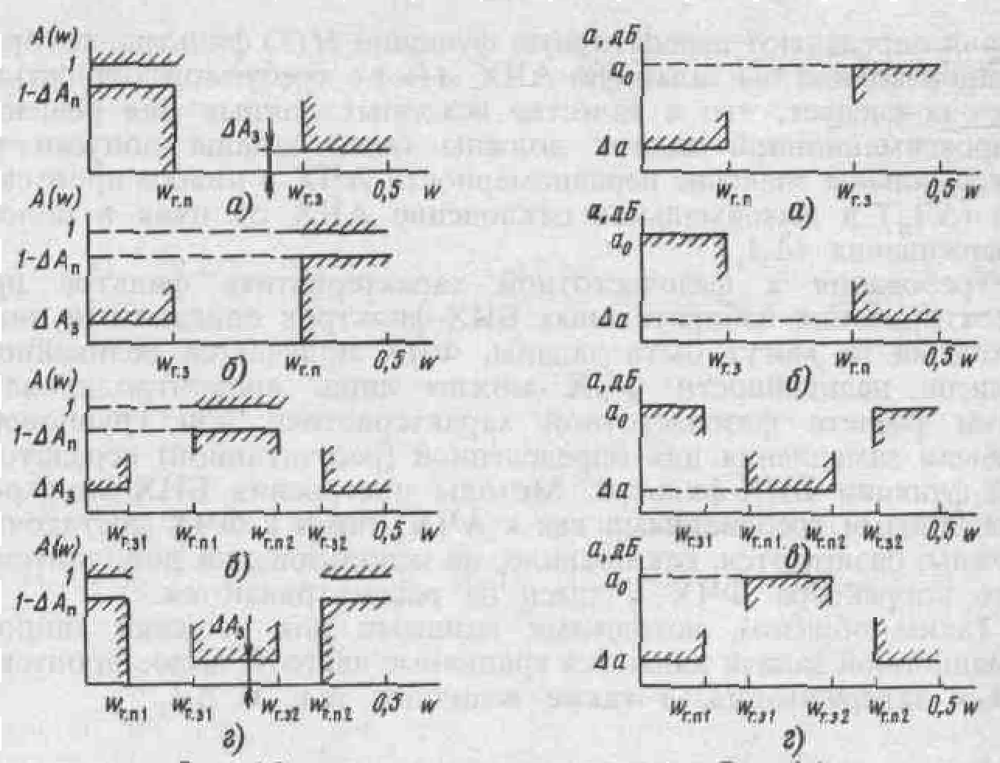 A(w)
1
1-ΔAп
ΔAз
wг.п
wг.з
0,5
w
а)
A(w)
1
1-ΔAп
ΔAз
wг.з
wг.п
0,5
w
б)
A(w)
1
1-ΔAп
ΔAз
wг.з1
wг.п1
wг.п2
wг.з2
0,5
w
в)
A(w)
1
1-ΔAп
ΔAз
wг.п1
wг.з1
wг.з2
wг.п2
0,5
w
г)
a, дБ
a₀
Δa
wг.п
wг.з
0,5
w
а)
a, дБ
a₀
Δa
wг.з
wг.п
0,5
w
б)
a, дБ
a₀
Δa
wг.з1
wг.п1
wг.п2
wг.з2
0,5
w
в)
a, дБ
a₀
Δa
wг.п1
wг.з1
wг.з2
wг.п2
0,5
w
г)